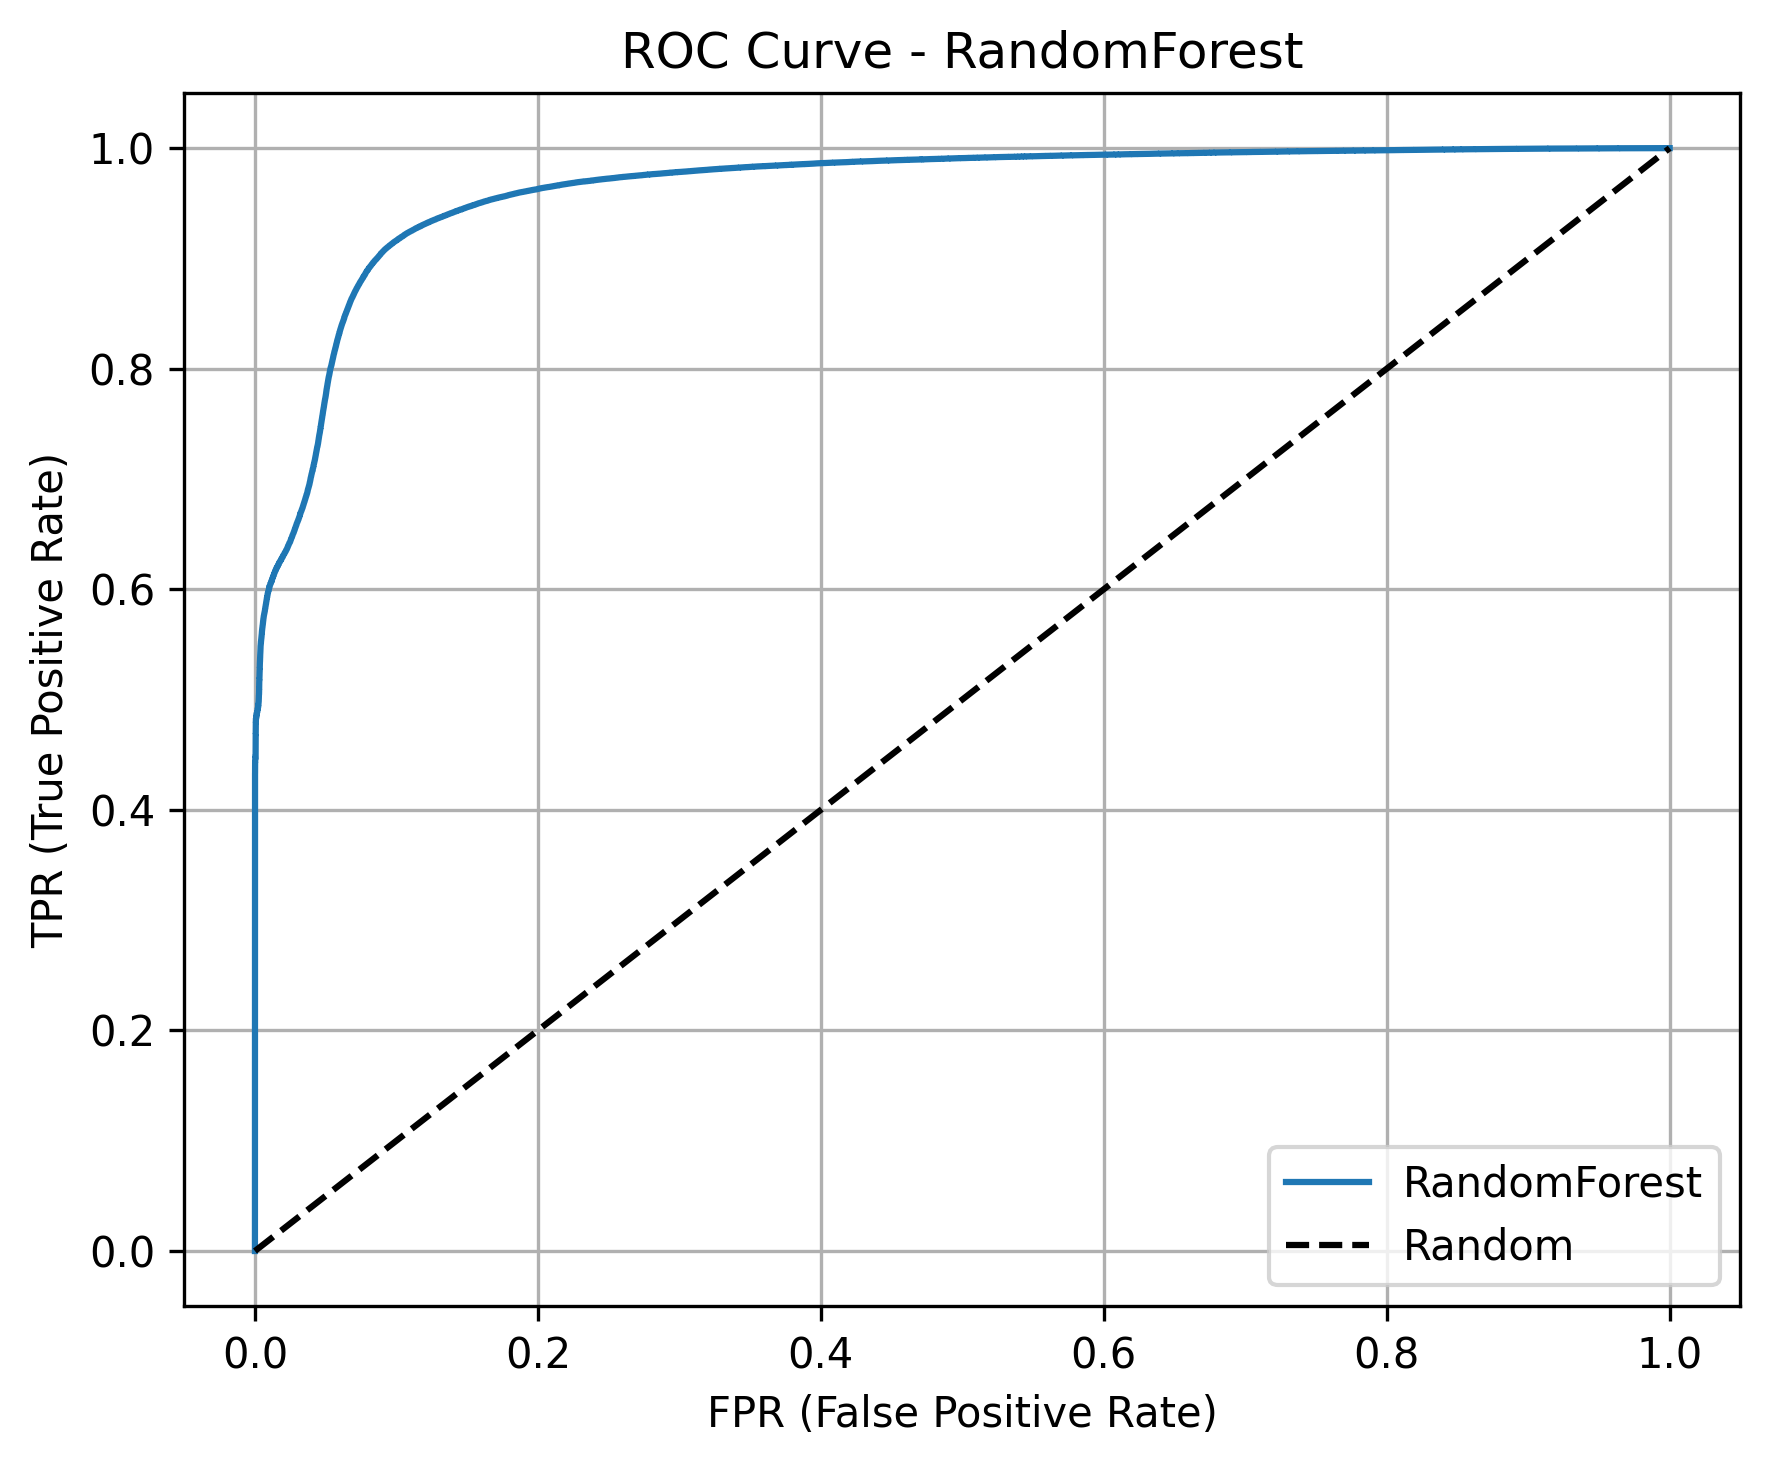 ROC Curve - RandomForest
TPR (True Positive Rate)
1.0
0.8
0.6
0.4
0.2
0.0
RandomForest
Random
0.0 0.2 0.4 0.6 0.8 1.0
FPR (False Positive Rate)